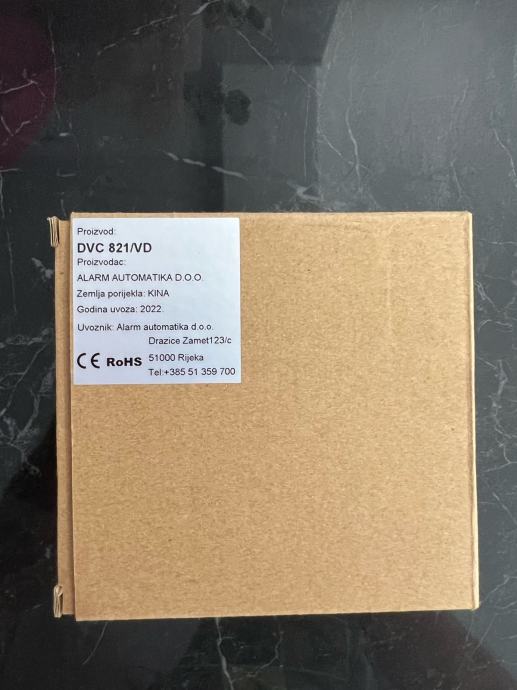 Proizvod:
DVC 821/VD
Proizvodac:
ALARM AUTOMATIKA D.O.O.
Zemlja porijekla: KINA
Godina uvoza: 2022.
Uvoznik: Alarm automatika d.o.o.
Drazice Zamet123/c
CE RoHS 51000 Rijeka
Tel:+385 51 359 700